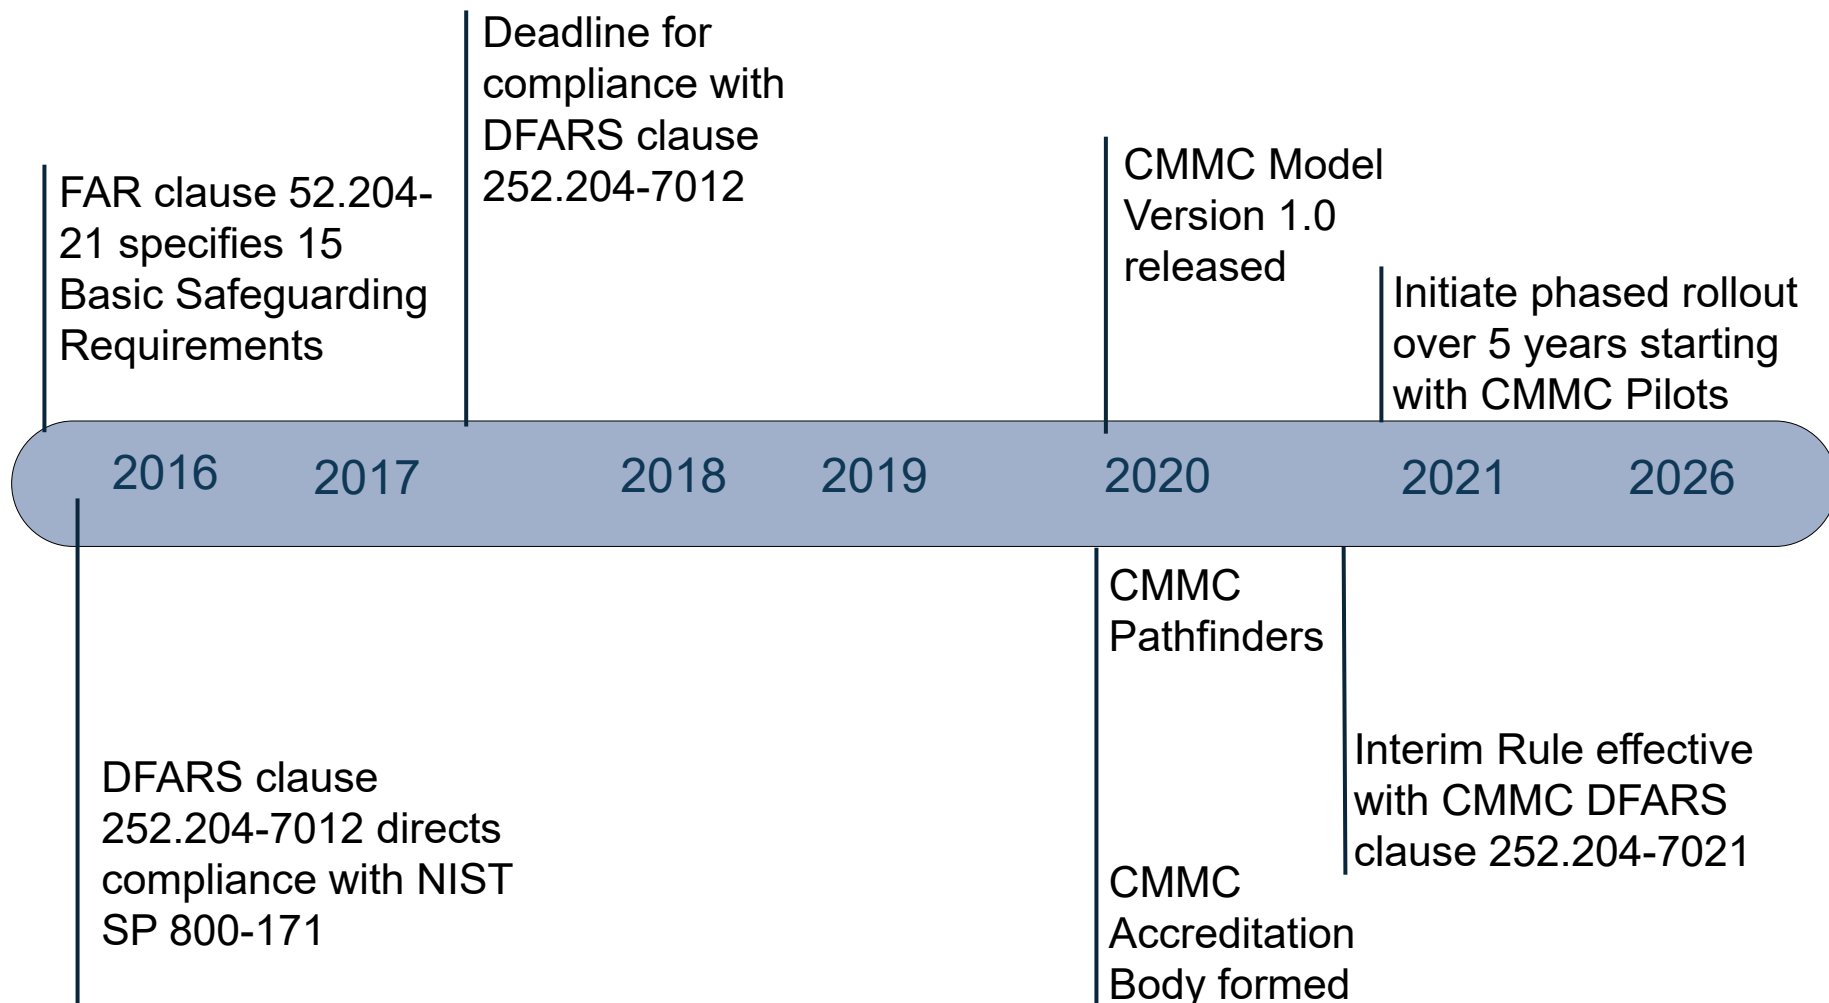 Deadline for
compliance with
DFARS clause
252.204-7012
FAR clause 52.204-
21 specifies 15
Basic Safeguarding
Requirements
CMMC Model
Version 1.0
released
Initiate phased rollout
over 5 years starting
with CMMC Pilots
2016
2017
2018
2019
2020
2021
2026
DFARS clause
252.204-7012 directs
compliance with NIST
SP 800-171
CMMC
Pathfinders
CMMC
Accreditation
Body formed
Interim Rule effective
with CMMC DFARS
clause 252.204-7021